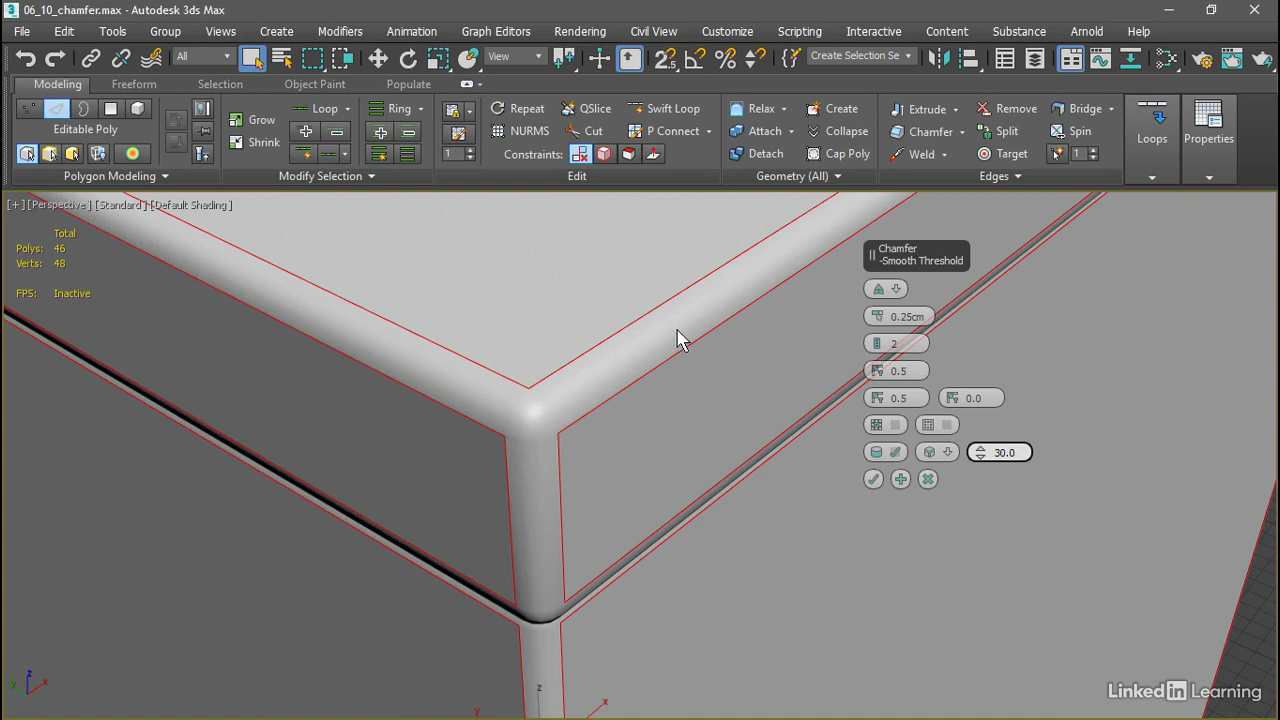 06_10_chamfer.max - Autodesk 3ds Max
File Edit Tools Group Views Create Modifiers Animation Graph Editors Rendering Civil View Customize Scripting Interactive Content Substance Arnold Help
All View Create Selection Se
Modeling Freeform Selection Object Paint Populate
Grow Loop Ring Repeat QSlice Swift Loop Relax Create Extrude Remove Bridge
Editable Poly Shrink NURMS Cut P Connect Attach Collapse Chamfer Split Spin Loops Properties
1 Constraints: Detach Cap Poly Weld Target 1
Polygon Modeling Modify Selection Edit Geometry (All) Edges
[+][Perspective][Standard][Default Shading]
Total
Polys: 46
Verts: 48
FPS: Inactive
Chamfer
-Smooth Threshold
0.25cm
2
0.5
0.5 0.0
30.0
z
x
y
z
x
y
Linked in Learning